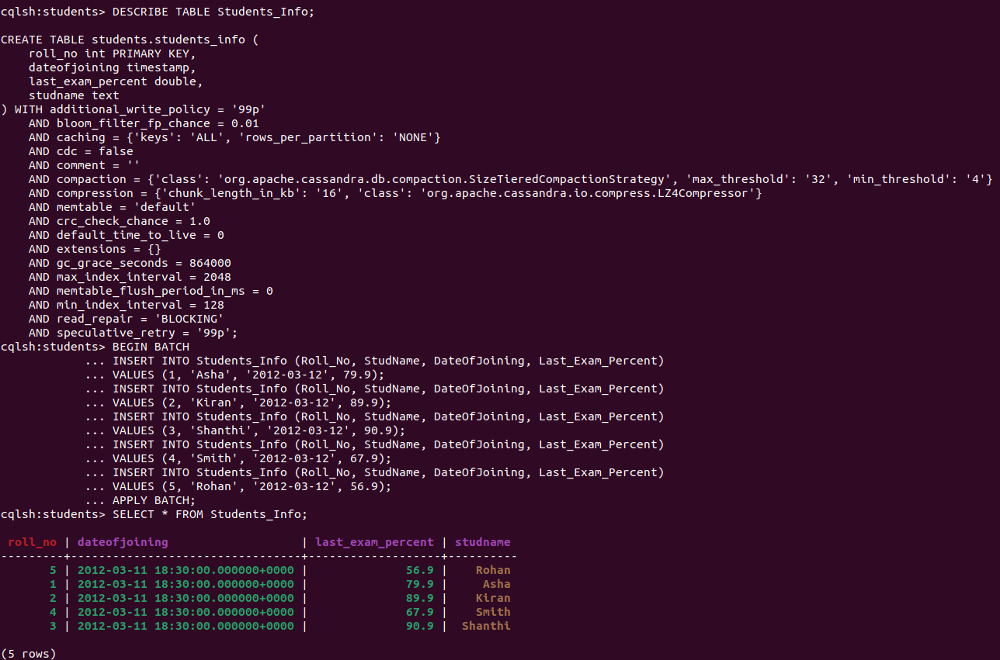 cqlsh:students> DESCRIBE TABLE Students_Info;

CREATE TABLE students.students_info (
    roll_no int PRIMARY KEY,
    dateofjoining timestamp,
    last_exam_percent double,
    studname text
) WITH additional_write_policy = '99p'
    AND bloom_filter_fp_chance = 0.01
    AND caching = {'keys': 'ALL', 'rows_per_partition': 'NONE'}
    AND cdc = false
    AND comment = ''
    AND compaction = {'class': 'org.apache.cassandra.db.compaction.SizeTieredCompactionStrategy', 'max_threshold': '32', 'min_threshold': '4'}
    AND compression = {'chunk_length_in_kb': '16', 'class': 'org.apache.cassandra.io.compress.LZ4Compressor'}
    AND memtable = 'default'
    AND crc_check_chance = 1.0
    AND default_time_to_live = 0
    AND extensions = {}
    AND gc_grace_seconds = 864000
    AND max_index_interval = 2048
    AND memtable_flush_period_in_ms = 0
    AND min_index_interval = 128
    AND read_repair = 'BLOCKING'
    AND speculative_retry = '99p';
cqlsh:students> BEGIN BATCH
            ... INSERT INTO Students_Info (Roll_No, StudName, DateOfJoining, Last_Exam_Percent)
            ... VALUES (1, 'Asha', '2012-03-12', 79.9);
            ... INSERT INTO Students_Info (Roll_No, StudName, DateOfJoining, Last_Exam_Percent)
            ... VALUES (2, 'Kiran', '2012-03-12', 89.9);
            ... INSERT INTO Students_Info (Roll_No, StudName, DateOfJoining, Last_Exam_Percent)
            ... VALUES (3, 'Shanthi', '2012-03-12', 90.9);
            ... INSERT INTO Students_Info (Roll_No, StudName, DateOfJoining, Last_Exam_Percent)
            ... VALUES (4, 'Smith', '2012-03-12', 67.9);
            ... INSERT INTO Students_Info (Roll_No, StudName, DateOfJoining, Last_Exam_Percent)
            ... VALUES (5, 'Rohan', '2012-03-12', 56.9);
            ... APPLY BATCH;
cqlsh:students> SELECT * FROM Students_Info;

 roll_no | dateofjoining                   | last_exam_percent | studname
---------+---------------------------------+-------------------+----------
       5 | 2012-03-11 18:30:00.000000+0000 |              56.9 |    Rohan
       1 | 2012-03-11 18:30:00.000000+0000 |              79.9 |     Asha
       2 | 2012-03-11 18:30:00.000000+0000 |              89.9 |    Kiran
       4 | 2012-03-11 18:30:00.000000+0000 |              67.9 |    Smith
       3 | 2012-03-11 18:30:00.000000+0000 |              90.9 |  Shanthi

(5 rows)